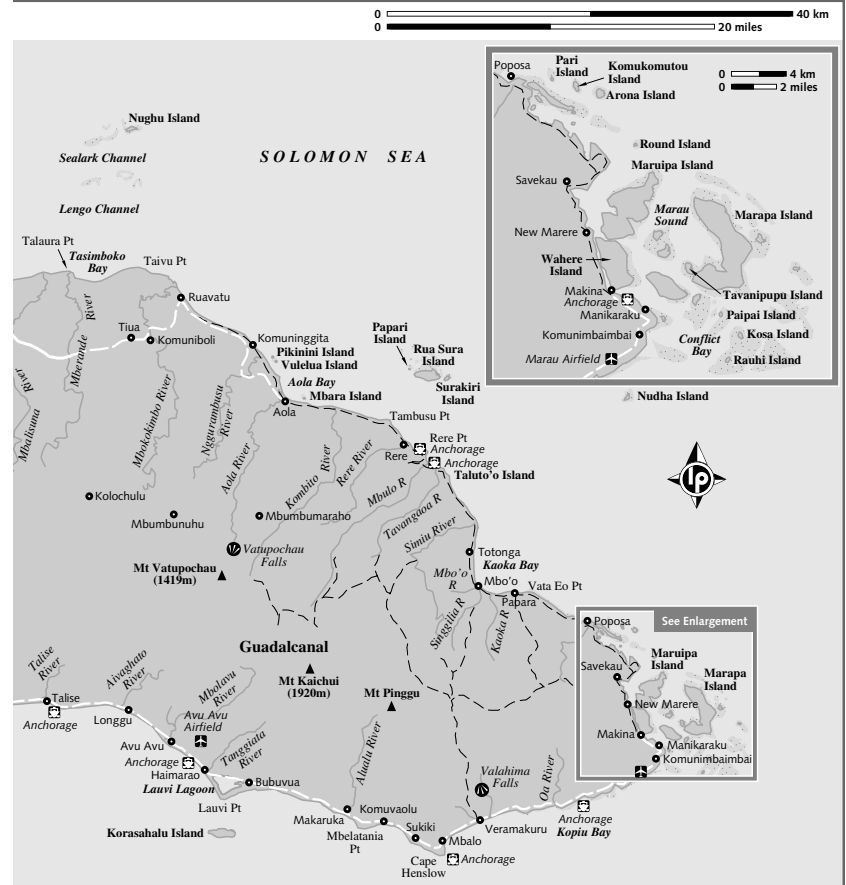 0 40 km
0 20 miles
Poposa
Pari
Island
Komukomutou
Island
Arona Island
0 4 km
0 2 miles
Round Island
Maruipa Island
Savekau
Marau
Sound
Marapa Island
New Marere
Wahere
Island
Makina
Anchorage
Manikaraku
Tavanipupu Island
Paipai Island
Komunimbaimbai
Conflict
Bay
Kosa Island
Marau Airfield
Rauhi Island
Nudha Island
Nughu Island
Sealark Channel
SOLOMON SEA
Lengo Channel
Talaura Pt
Tasimboko
Bay
Taivu Pt
Ruavatu
Tiua
Komuniboli
Komuninggita
Pikinini Island
Vulelua Island
Aola Bay
Mbara Island
Aola
Papari
Island
Rua Sura
Island
Surakiri
Island
Tambusu Pt
Rere Pt
Anchorage
Rere
Anchorage
Taluto'o Island
Mbalisuna
River
Mberande
River
Mbokokimbo River
Nggurambusu
River
Aola River
Kombito
River
Rere River
Mbulo R
Tavangaoa R
Simiu River
Kolochulu
Mbumbunuhu
Mbumbumaraho
Vatupochau
Falls
Mt Vatupochau
(1419m)
Totonga
Kaoka Bay
Mbo'o
R
Mbo'o
Vata Eo Pt
Papara
Singgilia R
Kaoka R
Poposa
See Enlargement
Maruipa
Island
Savekau
Marapa
Island
New Marere
Makina
Manikaraku
Komunimbaimbai
Guadalcanal
Mt Kaichui
(1920m)
Mt Pinggu
Talise
River
Aivaghato
River
Mbolavu
River
Talise
Anchorage
Longgu
Avu Avu
Airfield
Avu Avu
Anchorage
Tanggiata
River
Haimarao
Lauvi Lagoon
Bubuvua
Lauvi Pt
Korasahalu Island
Aluatu River
Makaruka
Komuvaolu
Mbelatania
Pt
Sukiki
Mbalo
Cape
Henslow
Anchorage
Valahima
Falls
Veramakuru
Oa River
Anchorage
Kopiu Bay
lp